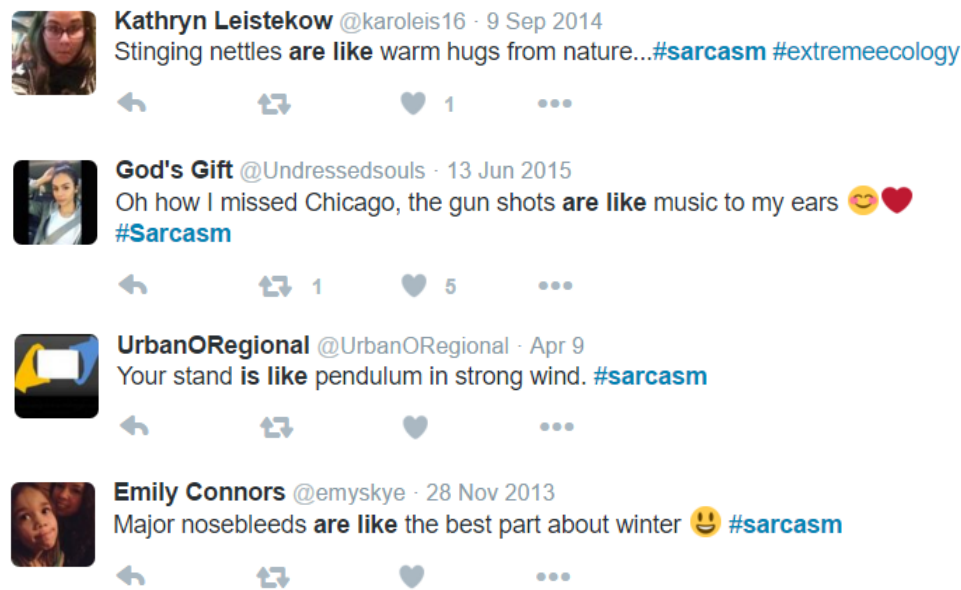 Kathryn Leistekow @karoleis16 · 9 Sep 2014
Stinging nettles are like warm hugs from nature...#sarcasm #extremeecology
1
God's Gift @Undressedsouls · 13 Jun 2015
Oh how I missed Chicago, the gun shots are like music to my ears 😊❤
#Sarcasm
1 5
UrbanORegional @UrbanORegional · Apr 9
Your stand is like pendulum in strong wind. #sarcasm
Emily Connors @emyskye · 28 Nov 2013
Major nosebleeds are like the best part about winter 😃 #sarcasm